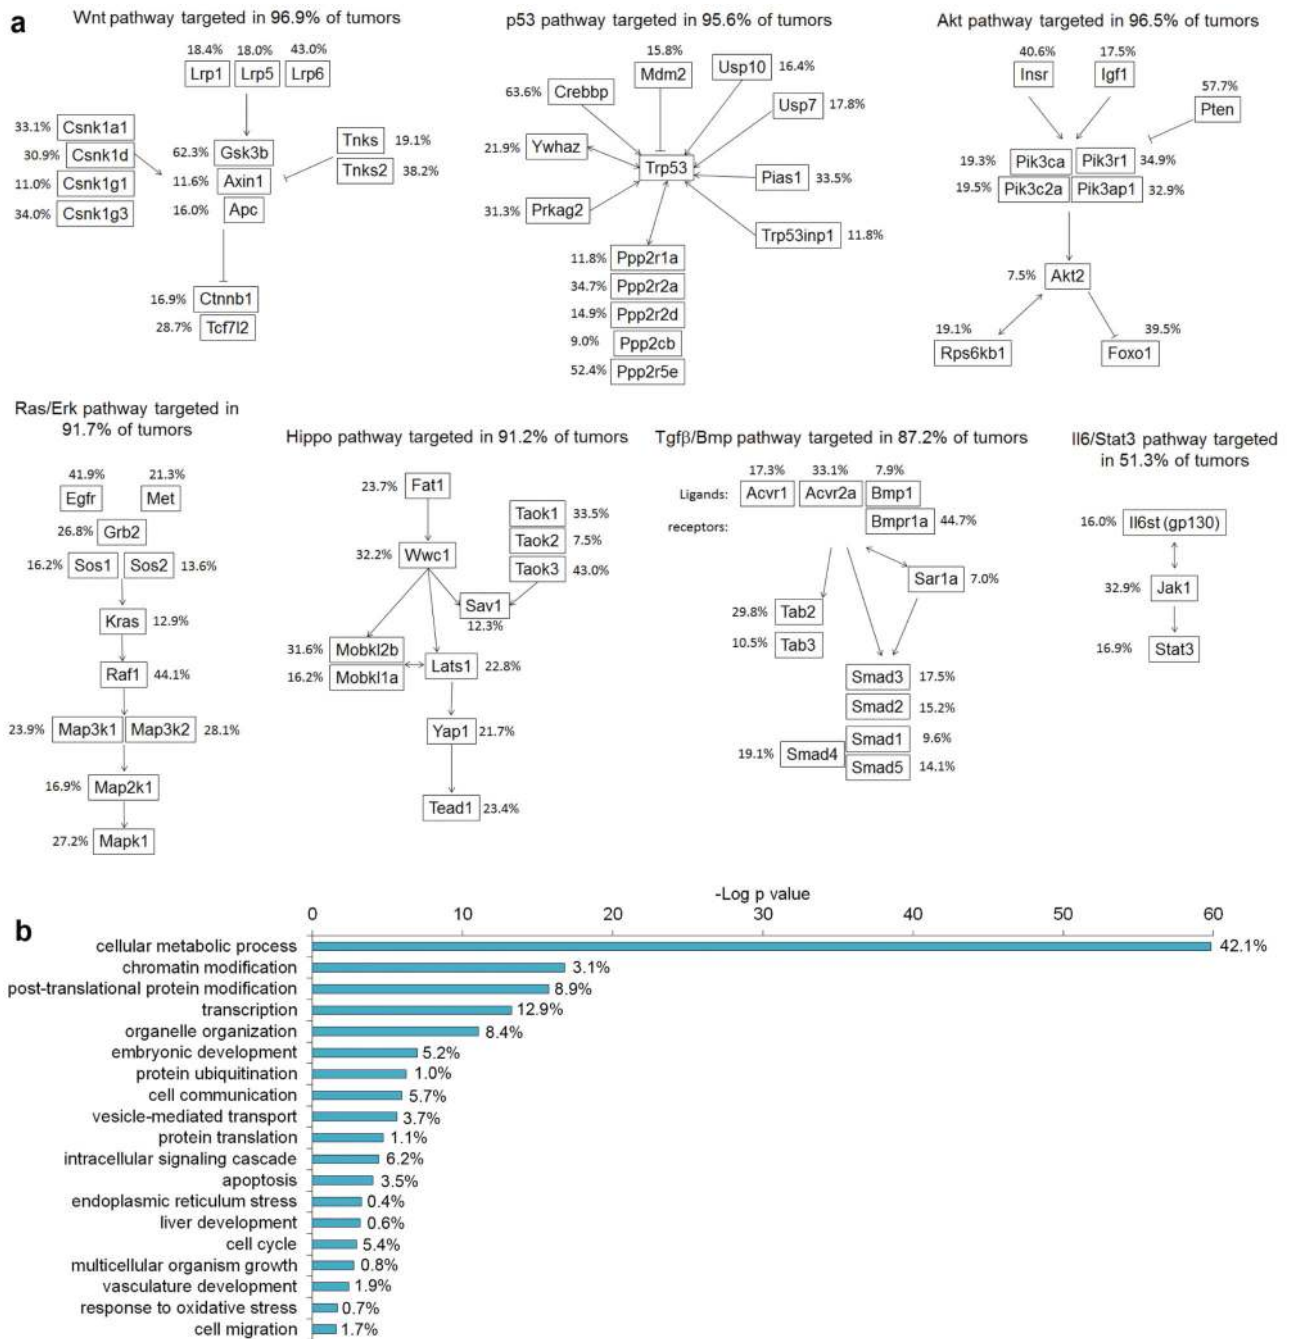 a
Wnt pathway targeted in 96.9% of tumors
18.4% 18.0% 43.0%
Lrp1 Lrp5 Lrp6
33.1% Csnk1a1
30.9% Csnk1d
11.0% Csnk1g1
34.0% Csnk1g3
62.3% Gsk3b
11.6% Axin1
16.0% Apc
Tnks 19.1%
Tnks2 38.2%
16.9% Ctnnb1
28.7% Tcf7l2
p53 pathway targeted in 95.6% of tumors
15.8%
Mdm2
Usp10 16.4%
63.6% Crebbp
Usp7 17.8%
21.9% Ywhaz
Trp53
Pias1 33.5%
31.3% Prkag2
Trp53inp1 11.8%
11.8% Ppp2r1a
34.7% Ppp2r2a
14.9% Ppp2r2d
9.0% Ppp2cb
52.4% Ppp2r5e
Akt pathway targeted in 96.5% of tumors
40.6% 17.5%
Insr Igf1
57.7%
Pten
19.3% Pik3ca Pik3r1 34.9%
19.5% Pik3c2a Pik3ap1 32.9%
7.5% Akt2
19.1% 39.5%
Rps6kb1 Foxo1
Ras/Erk pathway targeted in
91.7% of tumors
41.9% 21.3%
Egfr Met
26.8% Grb2
16.2% Sos1 Sos2 13.6%
Kras 12.9%
Raf1 44.1%
23.9% Map3k1 Map3k2 28.1%
16.9% Map2k1
27.2% Mapk1
Hippo pathway targeted in 91.2% of tumors
23.7% Fat1
Taok1 33.5%
Taok2 7.5%
Taok3 43.0%
32.2% Wwc1
Sav1
12.3%
31.6% Mobkl2b
16.2% Mobkl1a
Lats1 22.8%
Yap1 21.7%
Tead1 23.4%
Tgfβ/Bmp pathway targeted in 87.2% of tumors
17.3% 33.1% 7.9%
Ligands: Acvr1 Acvr2a Bmp1
receptors: Bmpr1a 44.7%
Sar1a 7.0%
29.8% Tab2
10.5% Tab3
Smad3 17.5%
Smad2 15.2%
Smad1 9.6%
19.1% Smad4
Smad5 14.1%
Il6/Stat3 pathway targeted
in 51.3% of tumors
16.0% Il6st (gp130)
32.9% Jak1
16.9% Stat3
b
-Log p value
0 10 20 30 40 50 60
cellular metabolic process 42.1%
chromatin modification 3.1%
post-translational protein modification 8.9%
transcription 12.9%
organelle organization 8.4%
embryonic development 5.2%
protein ubiquitination 1.0%
cell communication 5.7%
vesicle-mediated transport 3.7%
protein translation 1.1%
intracellular signaling cascade 6.2%
apoptosis 3.5%
endoplasmic reticulum stress 0.4%
liver development 0.6%
cell cycle 5.4%
multicellular organism growth 0.8%
vasculature development 1.9%
response to oxidative stress 0.7%
cell migration 1.7%